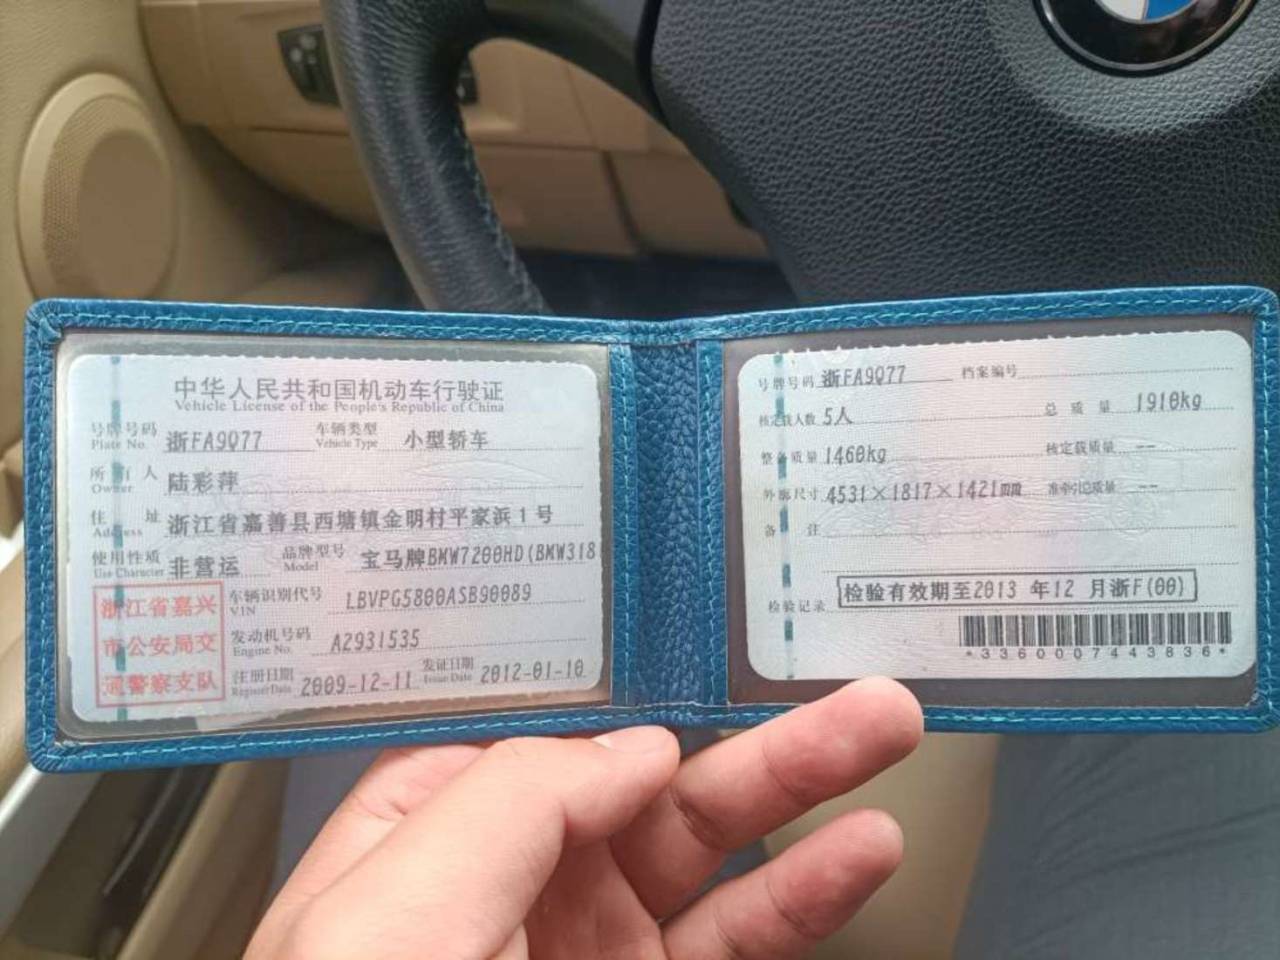 中华人民共和国机动车行驶证
Vehicle License of the People's Republic of China
号牌号码 浙FA9Q77 车辆类型 小型轿车
Plate No. Vehicle Type
所有人 陆彩萍
Owner
住址 浙江省嘉善县西塘镇金明村平家浜1号
Address
使用性质 非营运 品牌型号 宝马牌BMW7200HD(BMW318
Use Character Model
浙江省嘉兴
市公安局交
通警察支队
车辆识别代号 LBVPG5800ASB90089
VIN
发动机号码 A2931535
Engine No.
注册日期 2009-12-11 发证日期 2012-01-10
Register Date Issue Date
号牌号码 浙FA9Q77 档案编号
核定载人数 5人 总质量 1910kg
整备质量 1460kg 核定载质量 --
外廓尺寸 4531×1817×1421mm 准牵引总质量 --
备注
检验记录 检验有效期至2013 年12 月浙F(00)
*3360007443836*